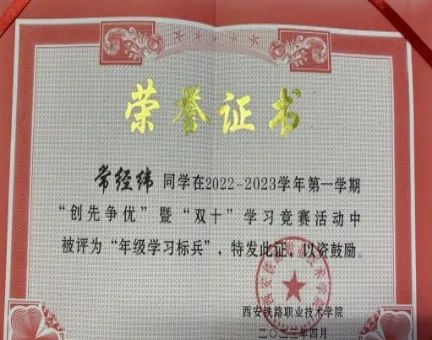 荣誉证书
常经纬 同学在2022-2023学年第一学期
“创先争优”暨“双十”学习竞赛活动中
被评为“年级学习标兵”，特发此证，以资鼓励。
西安铁路职业技术学院
二〇二三年四月